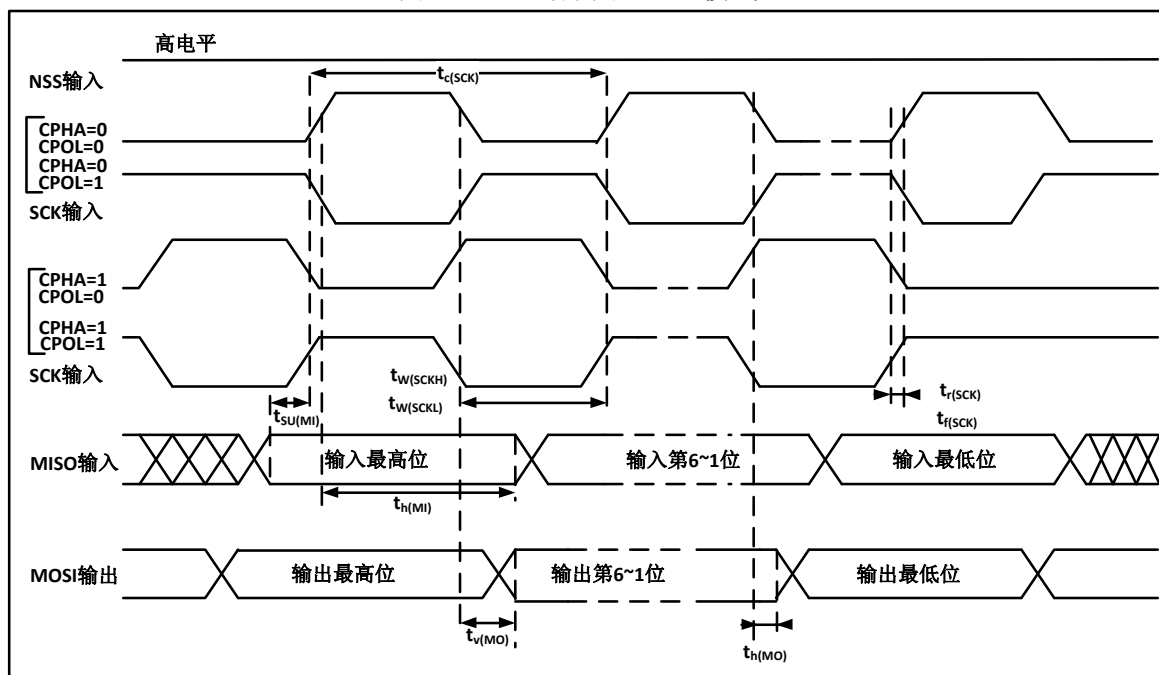 高电平
NSS输入
tc(SCK)
CPHA=0
CPOL=0
CPHA=0
CPOL=1
SCK输入
CPHA=1
CPOL=0
CPHA=1
CPOL=1
SCK输入
tW(SCKH)
tW(SCKL)
tr(SCK)
tf(SCK)
tSU(MI)
MISO输入
输入最高位
输入第6~1位
输入最低位
th(MI)
MOSI输出
输出最高位
输出第6~1位
输出最低位
tv(MO)
th(MO)